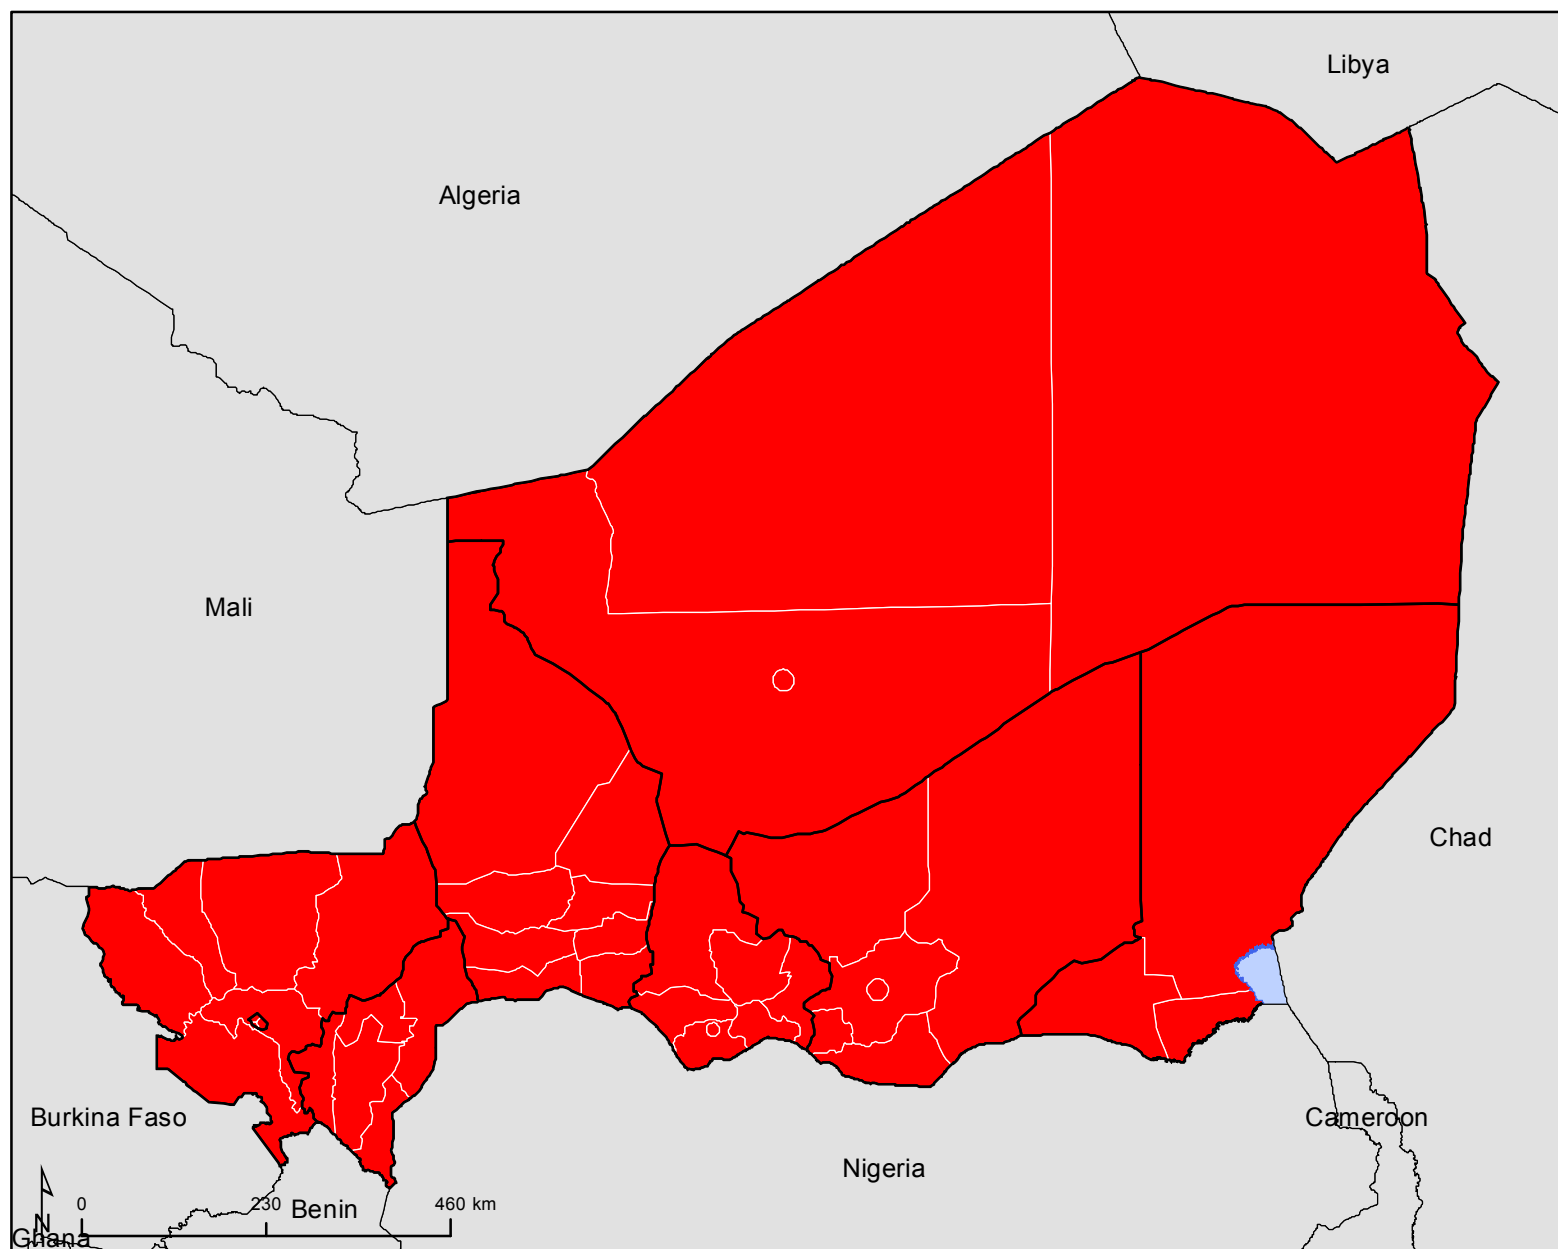 Libya
Algeria
Mali
Chad
Burkina Faso
Cameroon
Nigeria
0 230 460 km
Benin
N
Ghana